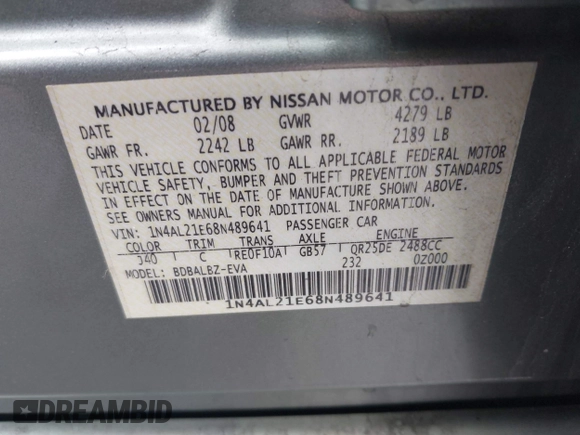 MANUFACTURED BY NISSAN MOTOR CO., LTD.
DATE 02/08 GVWR 4279 LB
GAWR FR. 2242 LB GAWR RR. 2189 LB
THIS VEHICLE CONFORMS TO ALL APPLICABLE FEDERAL MOTOR
VEHICLE SAFETY, BUMPER AND THEFT PREVENTION STANDARDS
IN EFFECT ON THE DATE OF MANUFACTURE SHOWN ABOVE.
SEE OWNERS MANUAL FOR ADDITIONAL INFORMATION.
VIN: 1N4AL21E68N489641 PASSENGER CAR
COLOR TRIM TRANS AXLE ENGINE
J40 C RE0F10A GB57 QR25DE 2488CC
MODEL: BDBALBZ-EVA 232 0Z000
1N4AL21E68N489641
DREAMBID